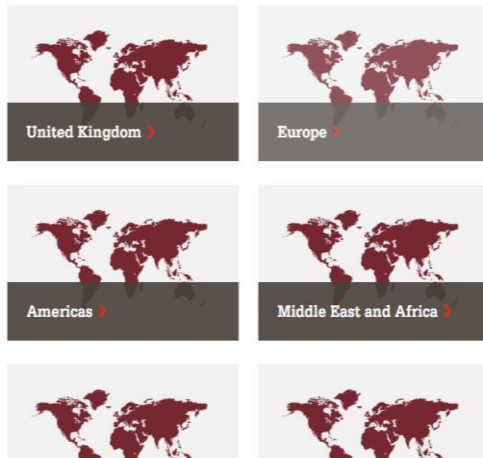 United Kingdom >
Europe >
Americas >
Middle East and Africa >